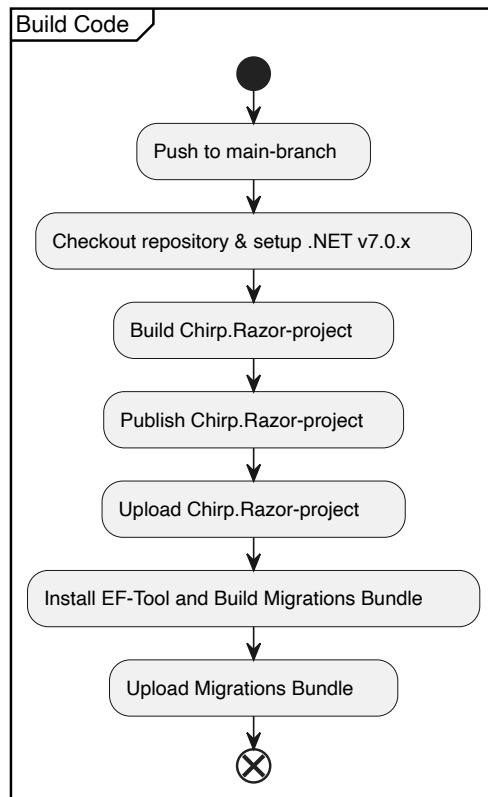 Build Code
Push to main-branch
Checkout repository & setup .NET v7.0.x
Build Chirp.Razor-project
Publish Chirp.Razor-project
Upload Chirp.Razor-project
Install EF-Tool and Build Migrations Bundle
Upload Migrations Bundle